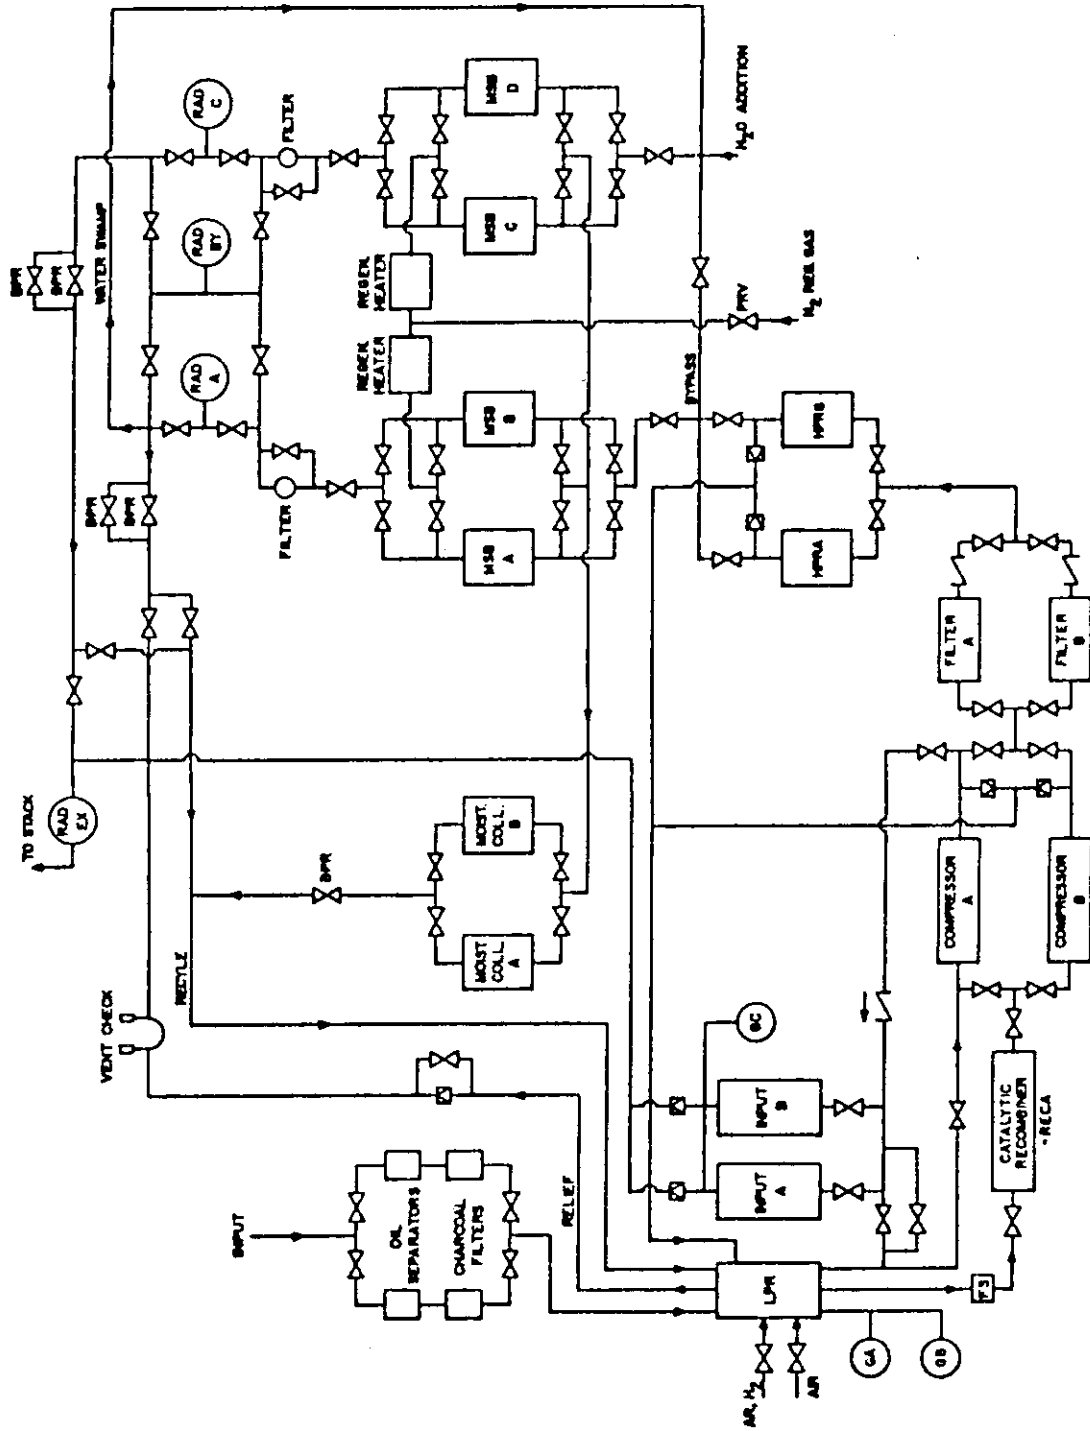 TO STACK
RAD
EX
BPR
BPR
WATER SWAMP
RAD
A
RAD
BY
RAD
C
BPR
BPR
VENT CHECK
RECYLE
FILTER
FILTER
INPUT
OIL
SEPARATORS
CHARCOAL
FILTERS
BPR
MOIST.
COLL.
A
MOIST.
COLL.
B
REGEN.
HEATER
REGEN.
HEATER
MSB
A
MSB
B
MSB
C
MSB
D
RELIEF
BYPASS
PRV
N2 REG GAS
H2O ADDITION
GC
INPUT
A
INPUT
B
HPRA
HPRB
LPR
AR, H2
AIR
GA
GB
FS
CATALYTIC
RECOMBINER
-RECA
COMPRESSOR
A
COMPRESSOR
B
FILTER
A
FILTER
B